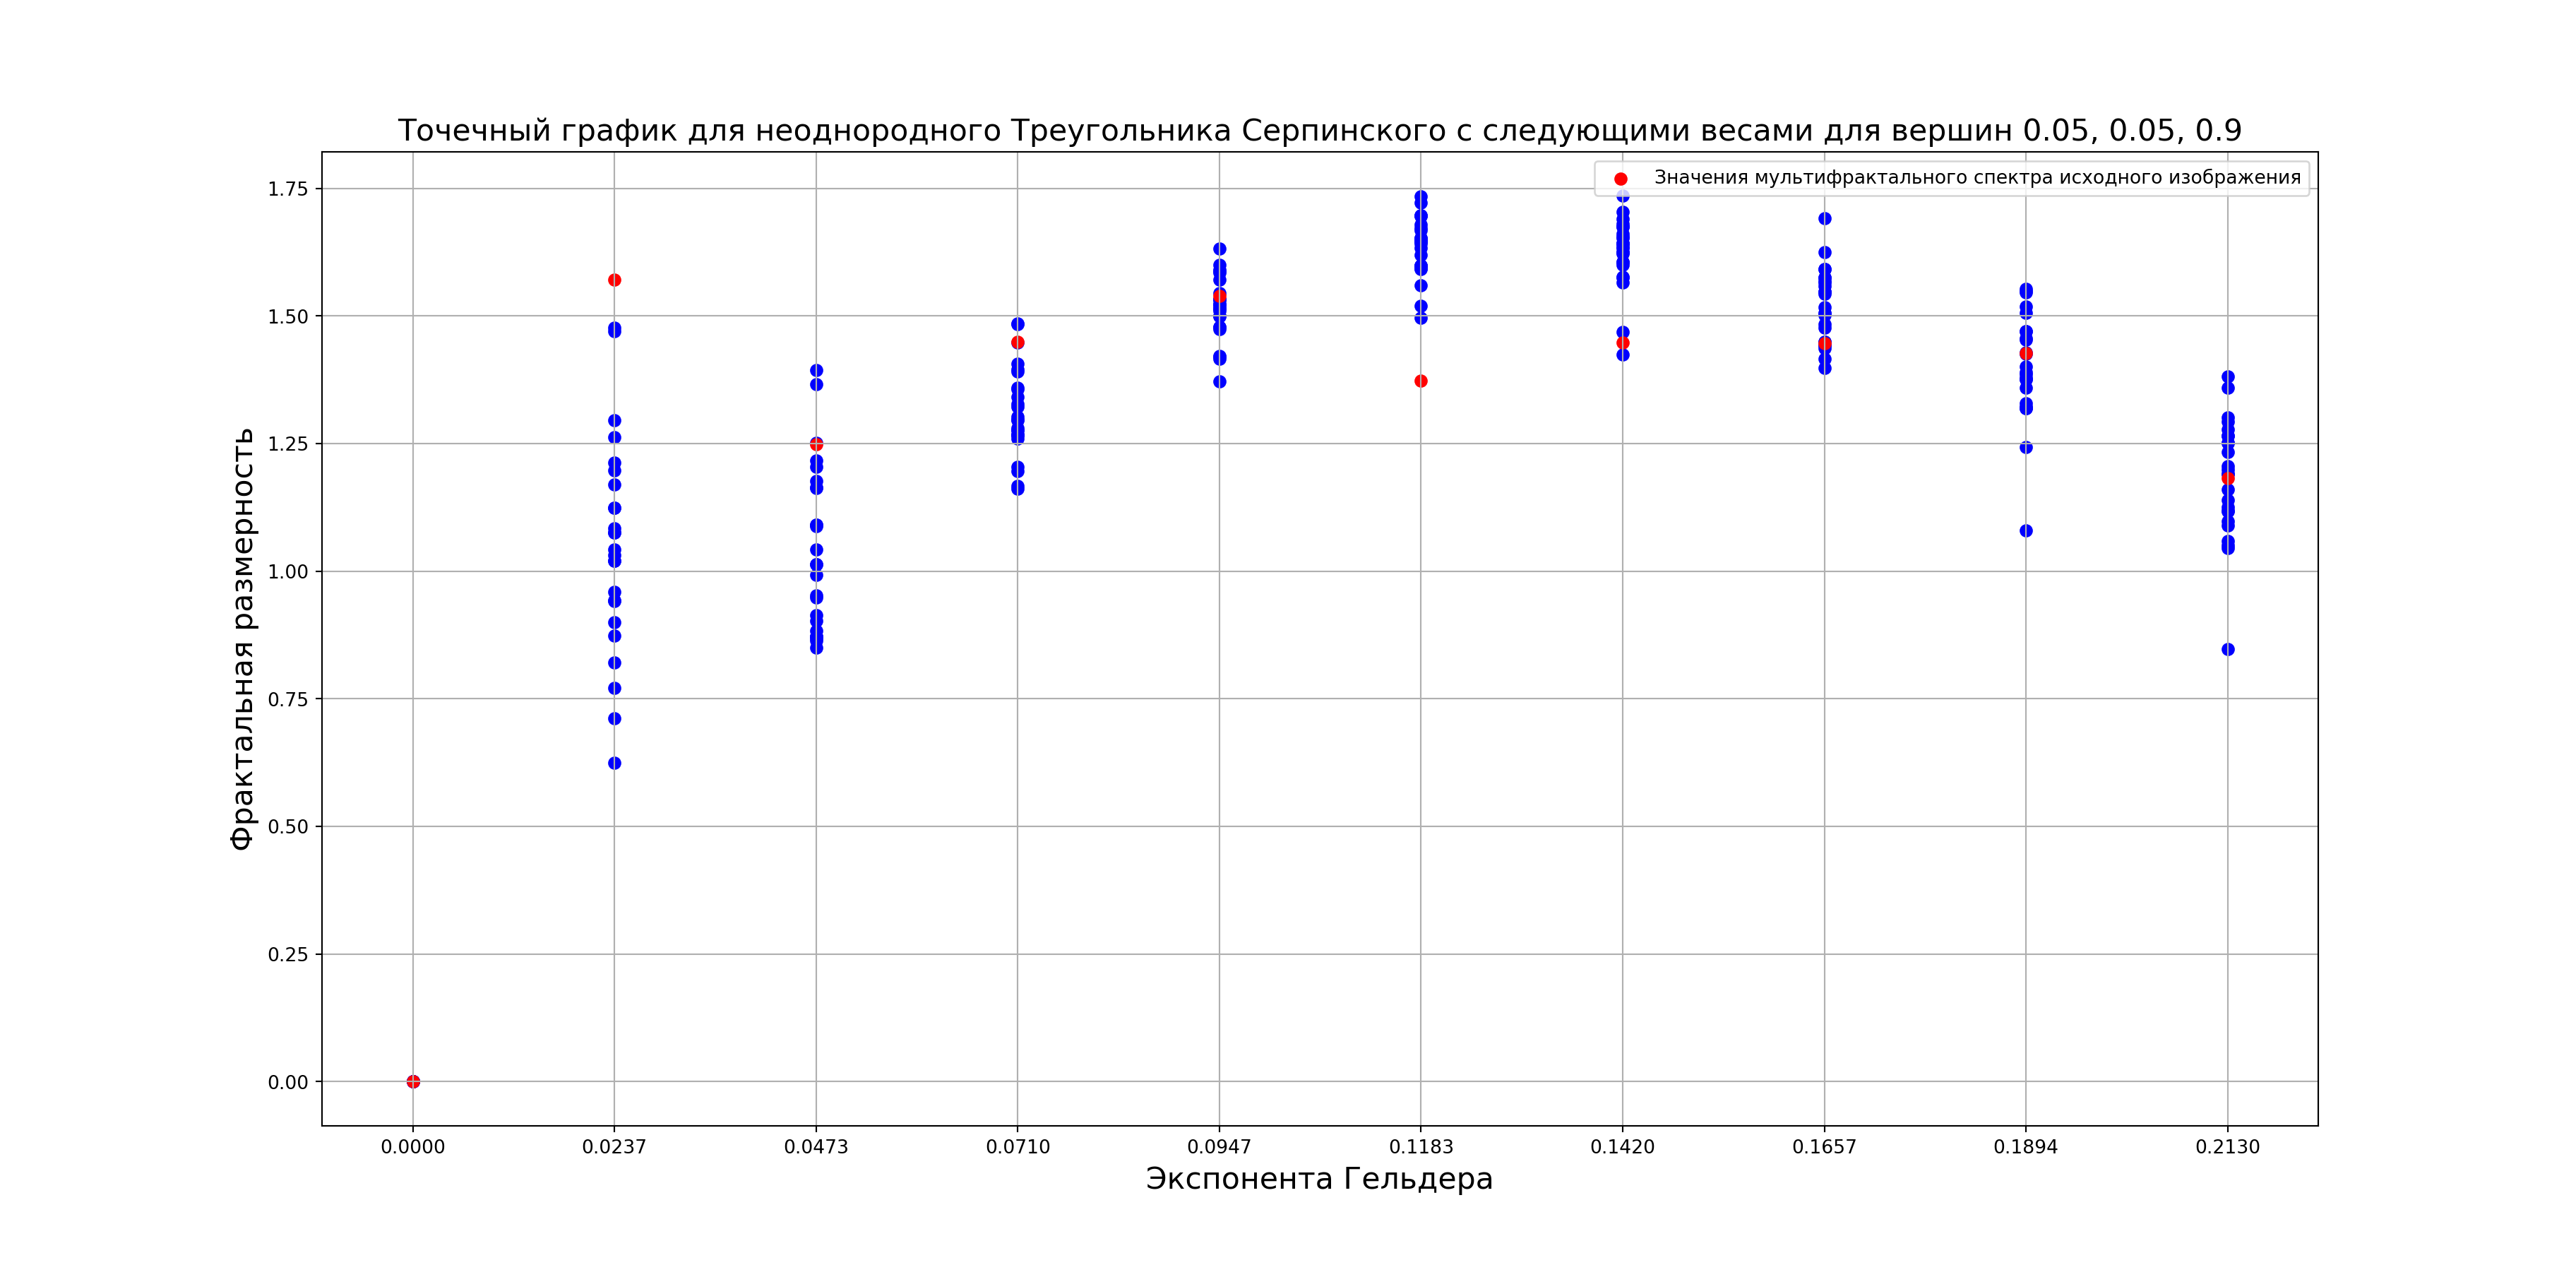 Точечный график для неоднородного Треугольника Серпинского с следующими весами для вершин 0.05, 0.05, 0.9
Значения мультифрактального спектра исходного изображения
1.75
1.50
1.25
1.00
0.75
0.50
0.25
0.00
Фрактальная размерность
0.0000 0.0237 0.0473 0.0710 0.0947 0.1183 0.1420 0.1657 0.1894 0.2130
Экспонента Гельдера